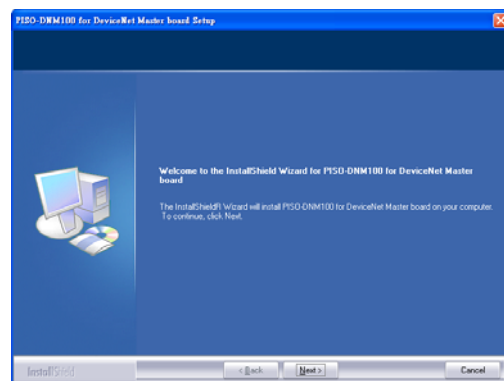 PISO-DNM100 for DeviceNet Master board Setup
Welcome to the InstallShield Wizard for PISO-DNM100 for DeviceNet Master
board
The InstallShieldR Wizard will install PISO-DNM100 for DeviceNet Master board on your computer.
To continue, click Next.
InstallShield
< Back
Next >
Cancel